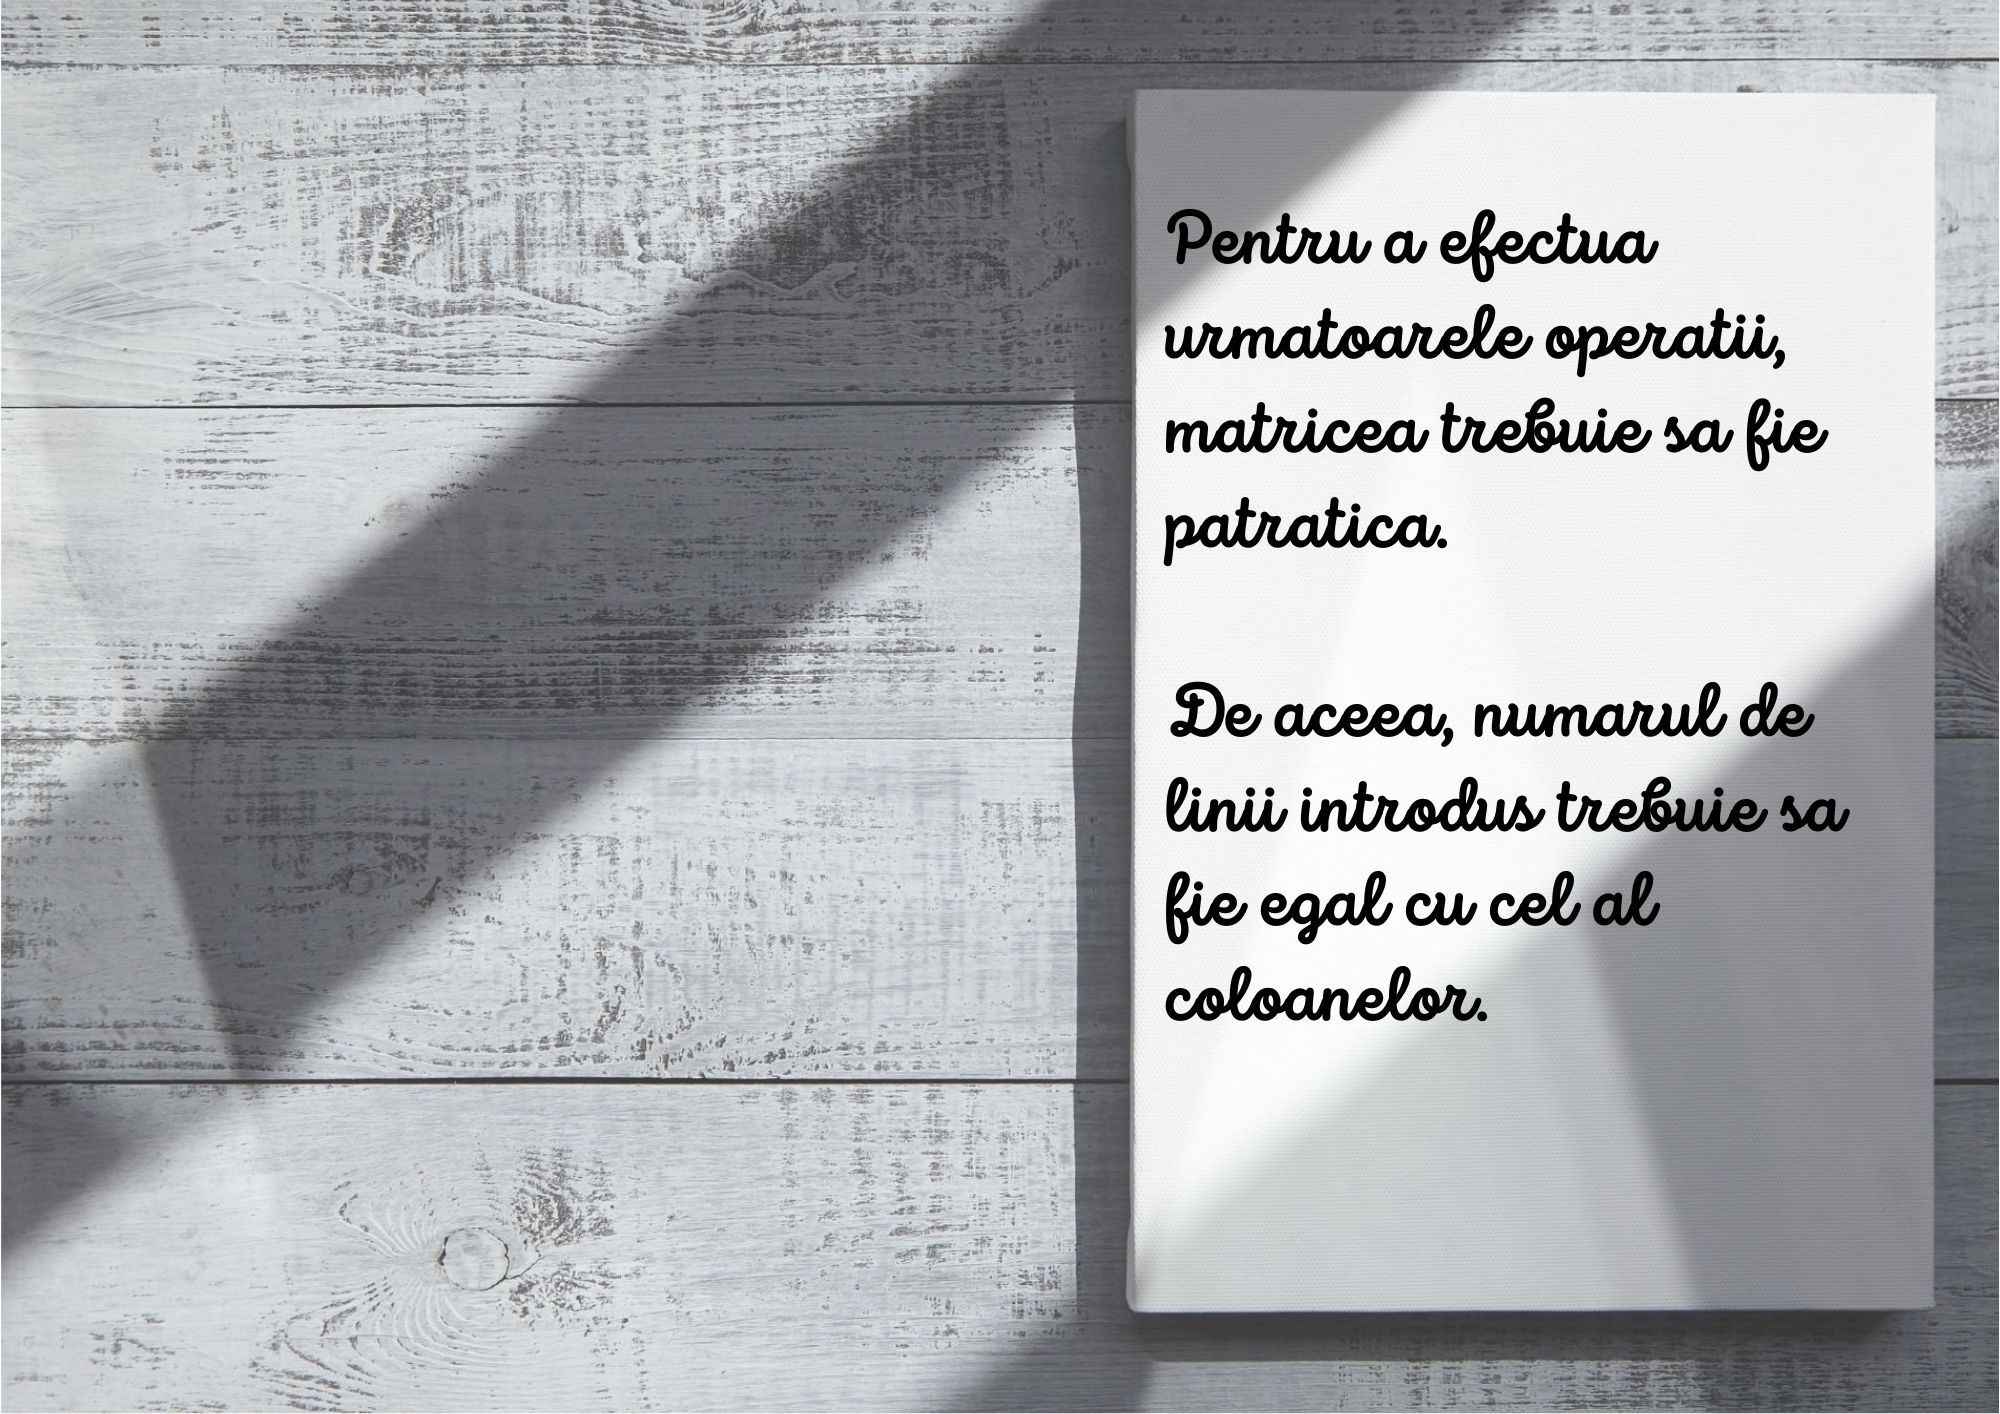 Pentru a efectua
urmatoarele operatii,
matricea trebuie sa fie
patratica.
De aceea, numarul de
linii introdus trebuie sa
fie egal cu cel al
coloanelor.